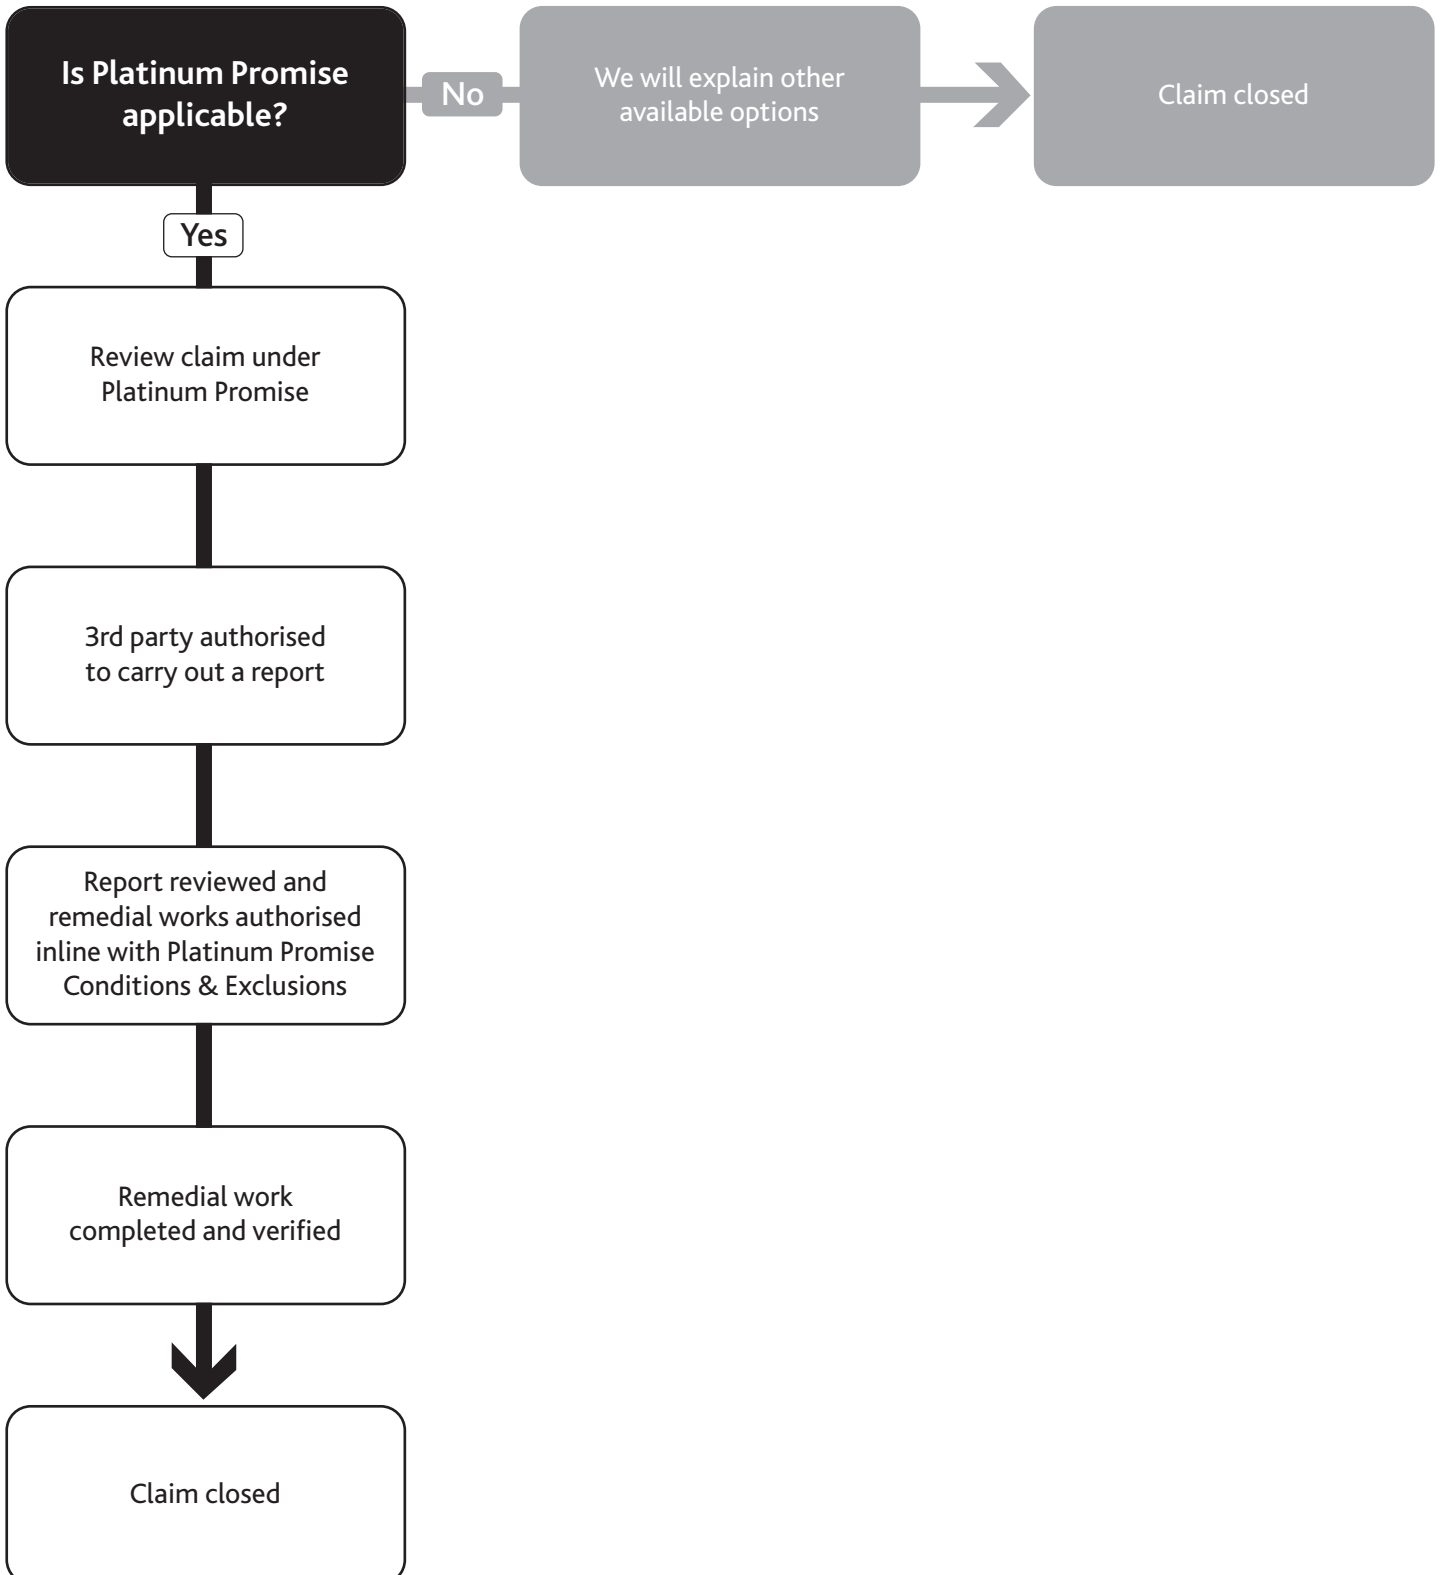 Is Platinum Promise
applicable?
No
We will explain other
available options
Claim closed
Yes
Review claim under
Platinum Promise
3rd party authorised
to carry out a report
Report reviewed and
remedial works authorised
inline with Platinum Promise
Conditions & Exclusions
Remedial work
completed and verified
Claim closed